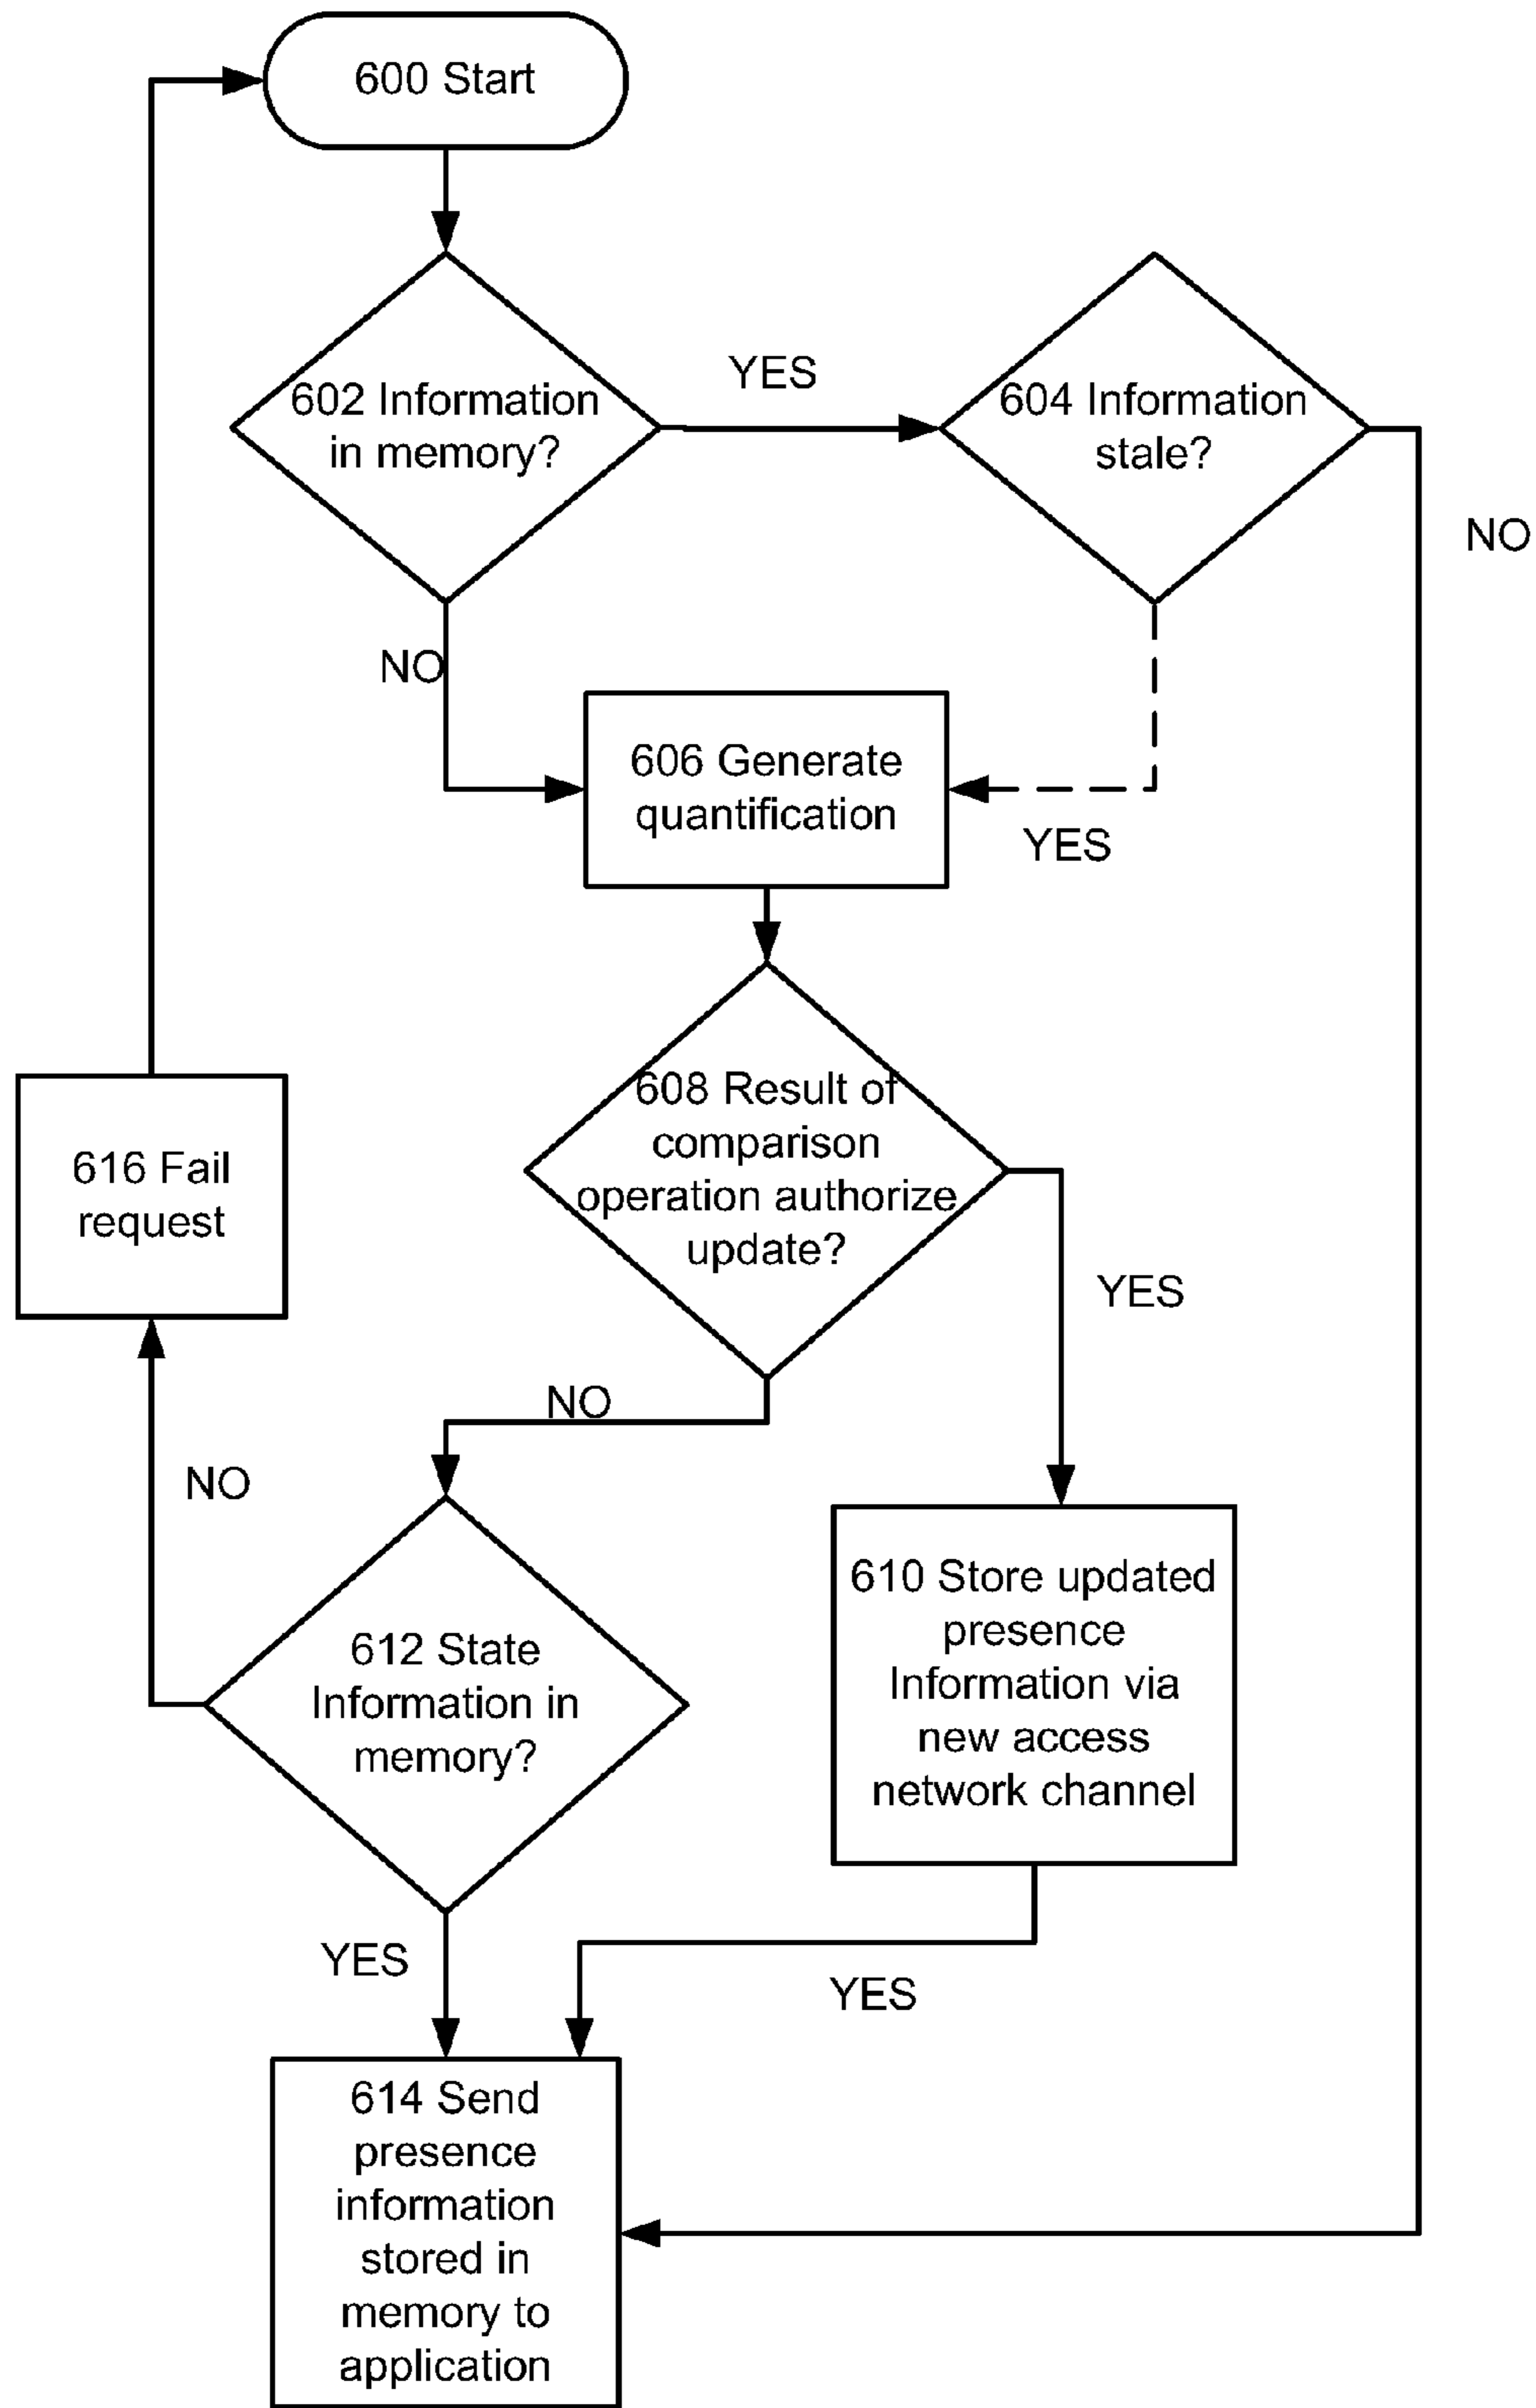 600 Start
602 Information
in memory?
YES
604 Information
stale?
NO
NO
606 Generate
quantification
YES
608 Result of
comparison
operation authorize
update?
616 Fail
request
YES
NO
NO
610 Store updated
presence
Information via
new access
network channel
612 State
Information in
memory?
YES
YES
614 Send
presence
information
stored in
memory to
application